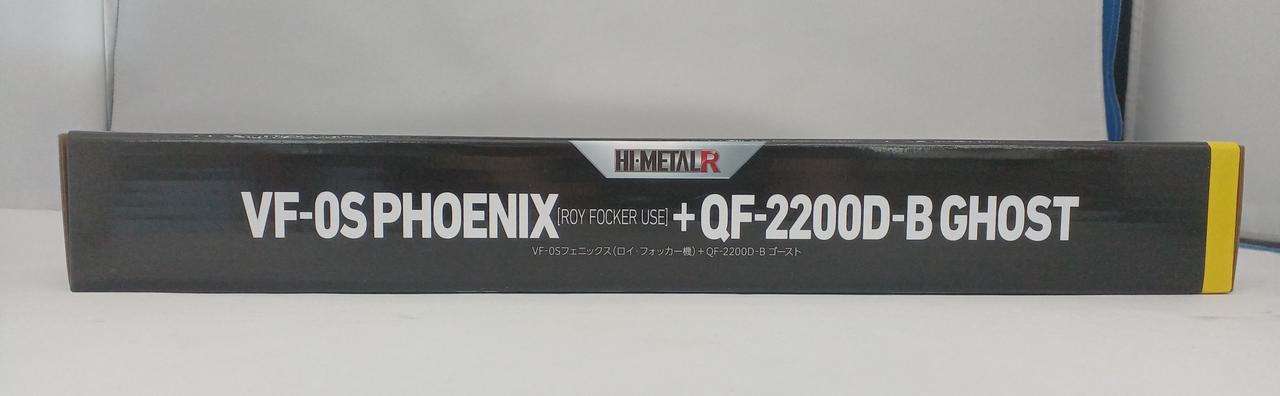 HI-METAL R
VF-0S PHOENIX [ROY FOCKER USE] + QF-2200D-B GHOST
VF-0Sフェニックス(ロイ・フォッカー機)+QF-2200D-B ゴースト